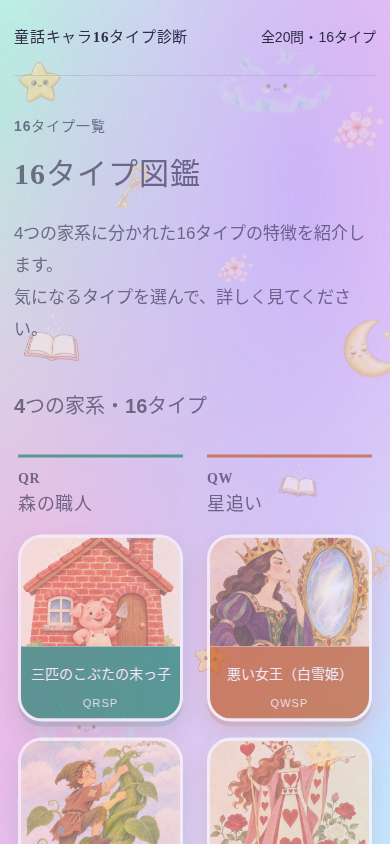 童話キャラ16タイプ診断
全20問・16タイプ
16タイプ一覧
16タイプ図鑑
4つの家系に分かれた16タイプの特徴を紹介し
ます。
気になるタイプを選んで、詳しく見てくださ
い。
4つの家系・16タイプ
QR
森の職人
QW
星追い
三匹のこぶたの末っ子
QRSP
悪い女王（白雪姫）
QWSP